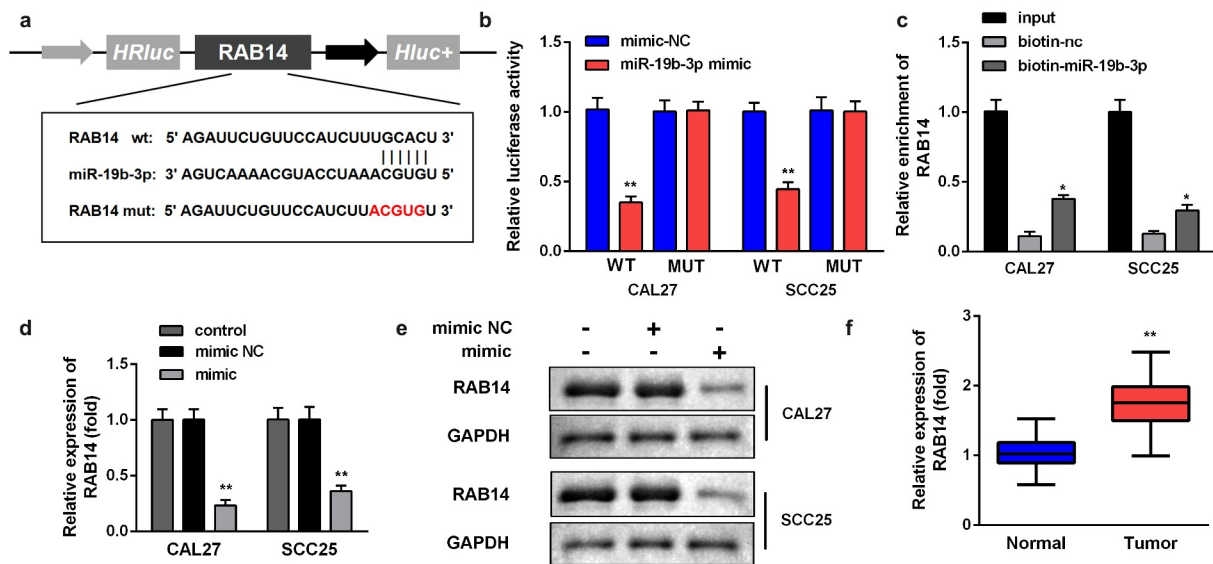 a
HRluc RAB14 Hluc+
RAB14 wt: 5' AGAUUCUGUUCCAUCUUUGCACU 3'
miR-19b-3p: 3' AGUCAAAACGUACCUAAACGUGU 5'
RAB14 mut: 5' AGAUUCUGUUCCAUCUUACGUGU 3'
b
mimic-NC
miR-19b-3p mimic
Relative luciferase activity
1.5
1.0
0.5
0.0
**
**
WT MUT WT MUT
CAL27 SCC25
c
input
biotin-nc
biotin-miR-19b-3p
Relative enrichment of
RAB14
1.5
1.0
0.5
0.0
*
*
CAL27 SCC25
d
control
mimic NC
mimic
Relative expression of
RAB14 (fold)
1.5
1.0
0.5
0.0
**
**
CAL27 SCC25
e
mimic NC - + -
mimic - - +
RAB14
GAPDH
CAL27
RAB14
GAPDH
SCC25
f
Relative expression of
RAB14 (fold)
3
2
1
0
**
Normal Tumor